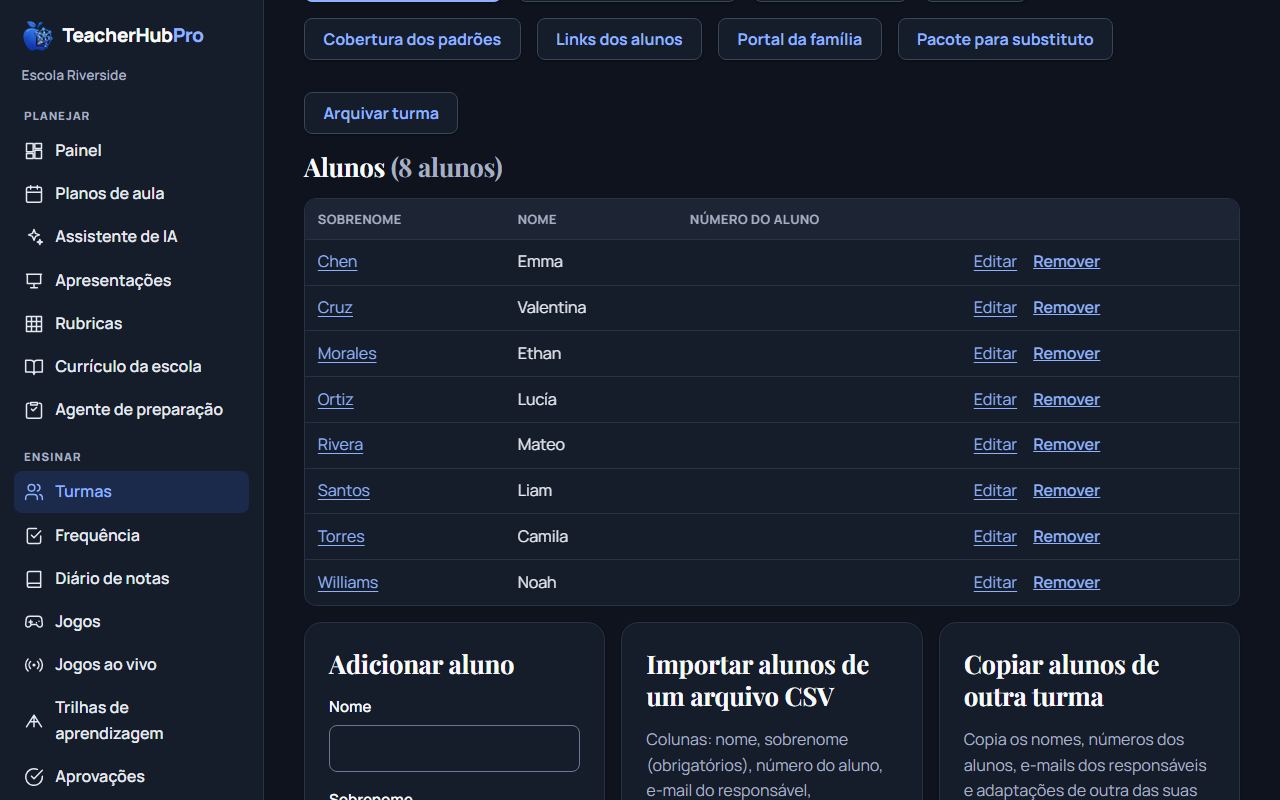 TeacherHubPro
Escola Riverside
PLANEJAR
Painel
Planos de aula
Assistente de IA
Apresentações
Rubricas
Currículo da escola
Agente de preparação
ENSINAR
Turmas
Frequência
Diário de notas
Jogos
Jogos ao vivo
Trilhas de
aprendizagem
Aprovações
Cobertura dos padrões Links dos alunos Portal da família Pacote para substituto
Arquivar turma
Alunos (8 alunos)
SOBRENOME NOME NÚMERO DO ALUNO
Chen Emma Editar Remover
Cruz Valentina Editar Remover
Morales Ethan Editar Remover
Ortiz Lucía Editar Remover
Rivera Mateo Editar Remover
Santos Liam Editar Remover
Torres Camila Editar Remover
Williams Noah Editar Remover
Adicionar aluno
Nome
Sobrenome
Importar alunos de
um arquivo CSV
Colunas: nome, sobrenome
(obrigatórios), número do aluno,
e-mail do responsável,
Copiar alunos de
outra turma
Copia os nomes, números dos
alunos, e-mails dos responsáveis
e adaptações de outra das suas